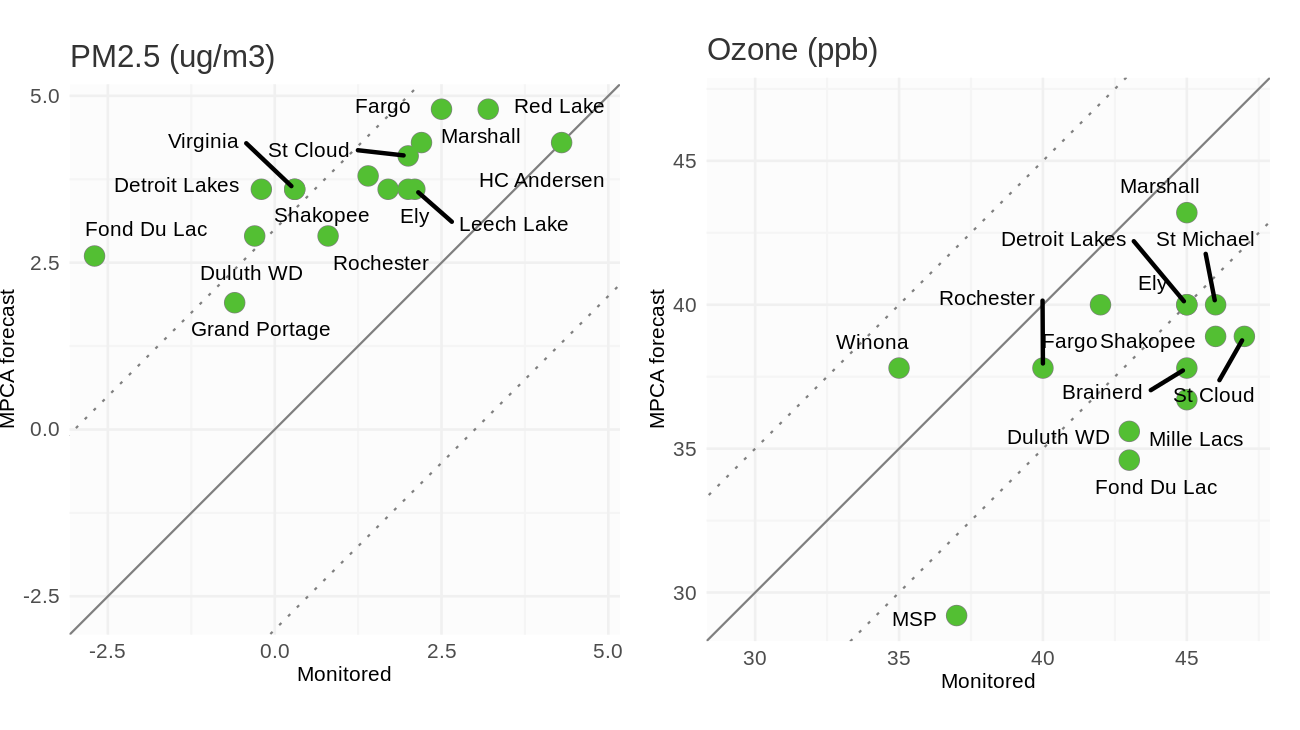 PM2.5 (ug/m3)
5.0
2.5
0.0
-2.5
MPCA forecast
Fargo
Red Lake
Virginia
St Cloud
Marshall
Detroit Lakes
HC Andersen
Fond Du Lac
Shakopee
Ely
Leech Lake
Duluth WD
Rochester
Grand Portage
-2.5
0.0
2.5
5.0
Monitored
Ozone (ppb)
45
40
35
30
MPCA forecast
Marshall
Detroit Lakes
St Michael
Ely
Rochester
Winona
Fargo
Shakopee
Brainerd
St Cloud
Duluth WD
Mille Lacs
Fond Du Lac
MSP
30
35
40
45
Monitored